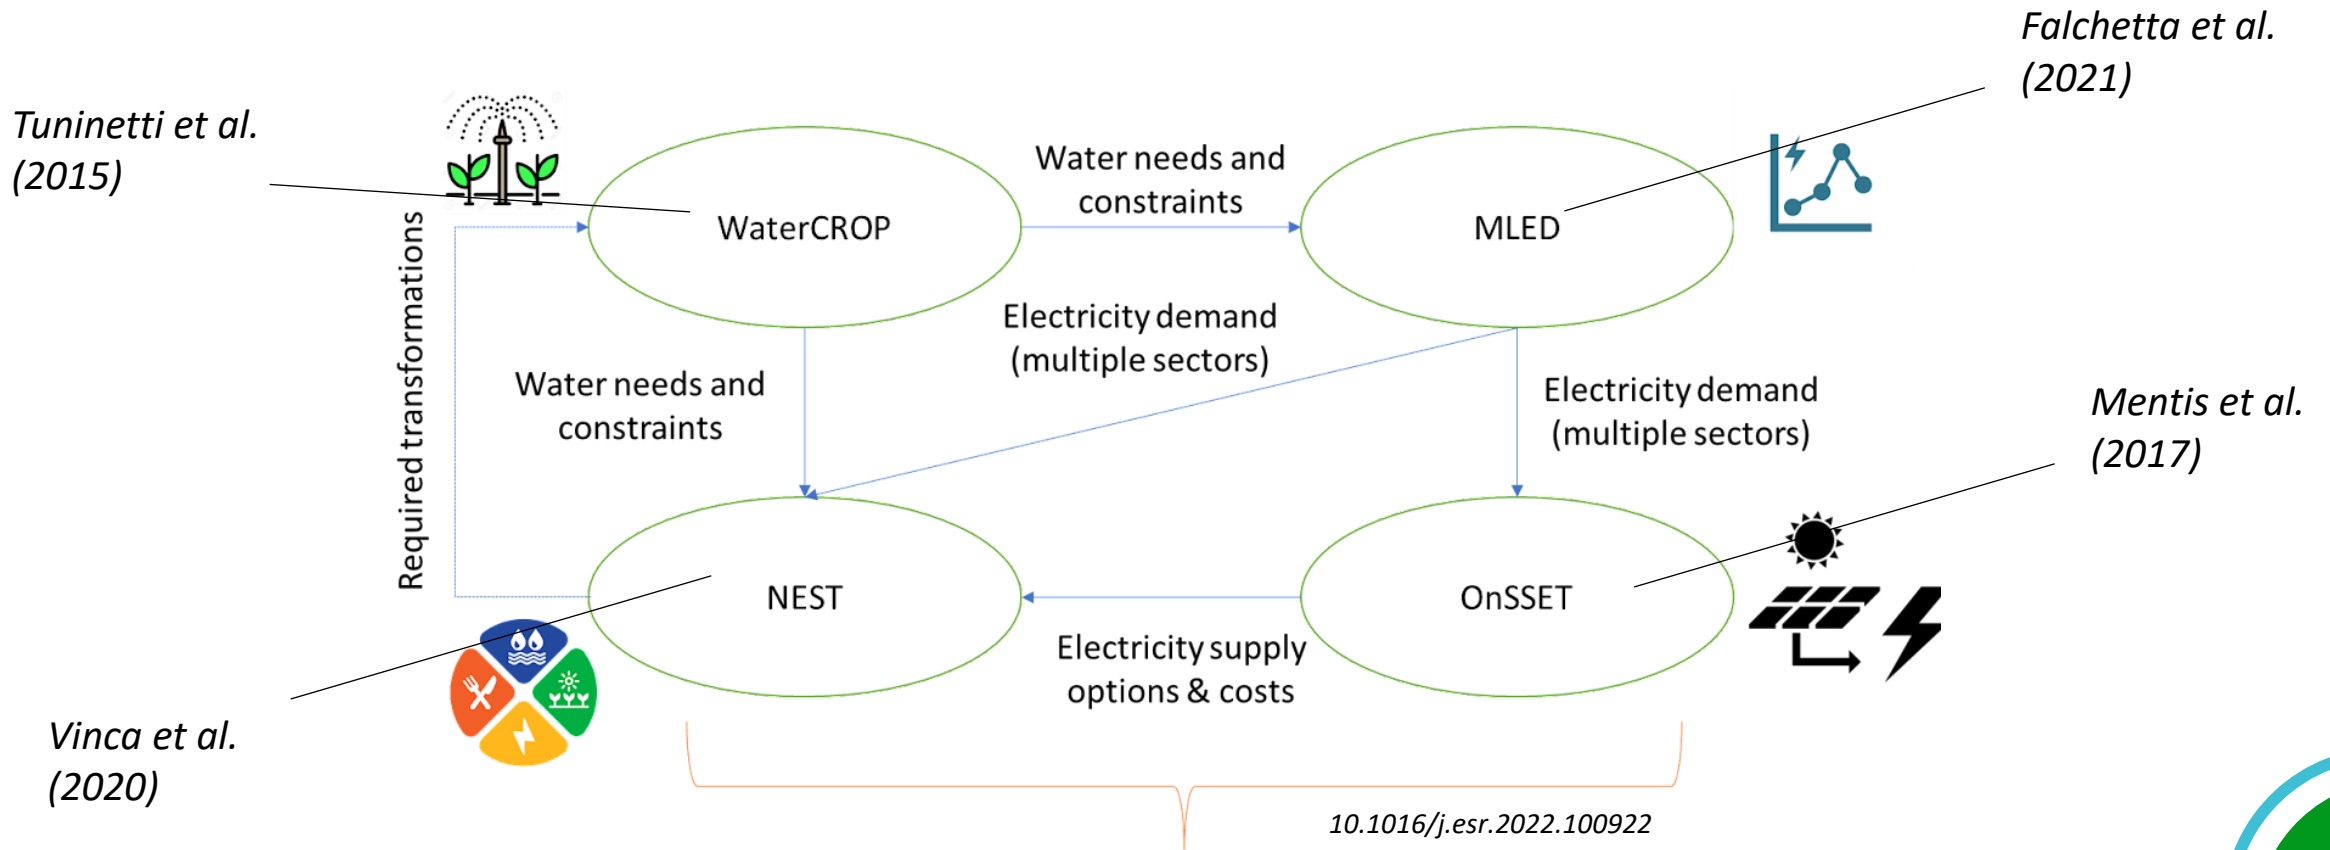 Falchetta et al.
(2021)
Tuninetti et al.
(2015)
Water needs and
constraints
WaterCROP
MLED
Required transformations
Electricity demand
(multiple sectors)
Water needs and
constraints
Electricity demand
(multiple sectors)
Mentis et al.
(2017)
NEST
OnSSET
Electricity supply
options & costs
Vinca et al.
(2020)
10.1016/j.esr.2022.100922